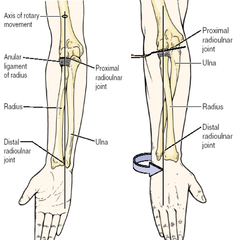 Axis of rotary
movement
Anular
ligament
of radius
Proximal
radioulnar
joint
Radius
Distal
radioulnar
joint
Ulna
Proximal
radioulnar
joint
Ulna
Radius
Distal
radioulnar
joint